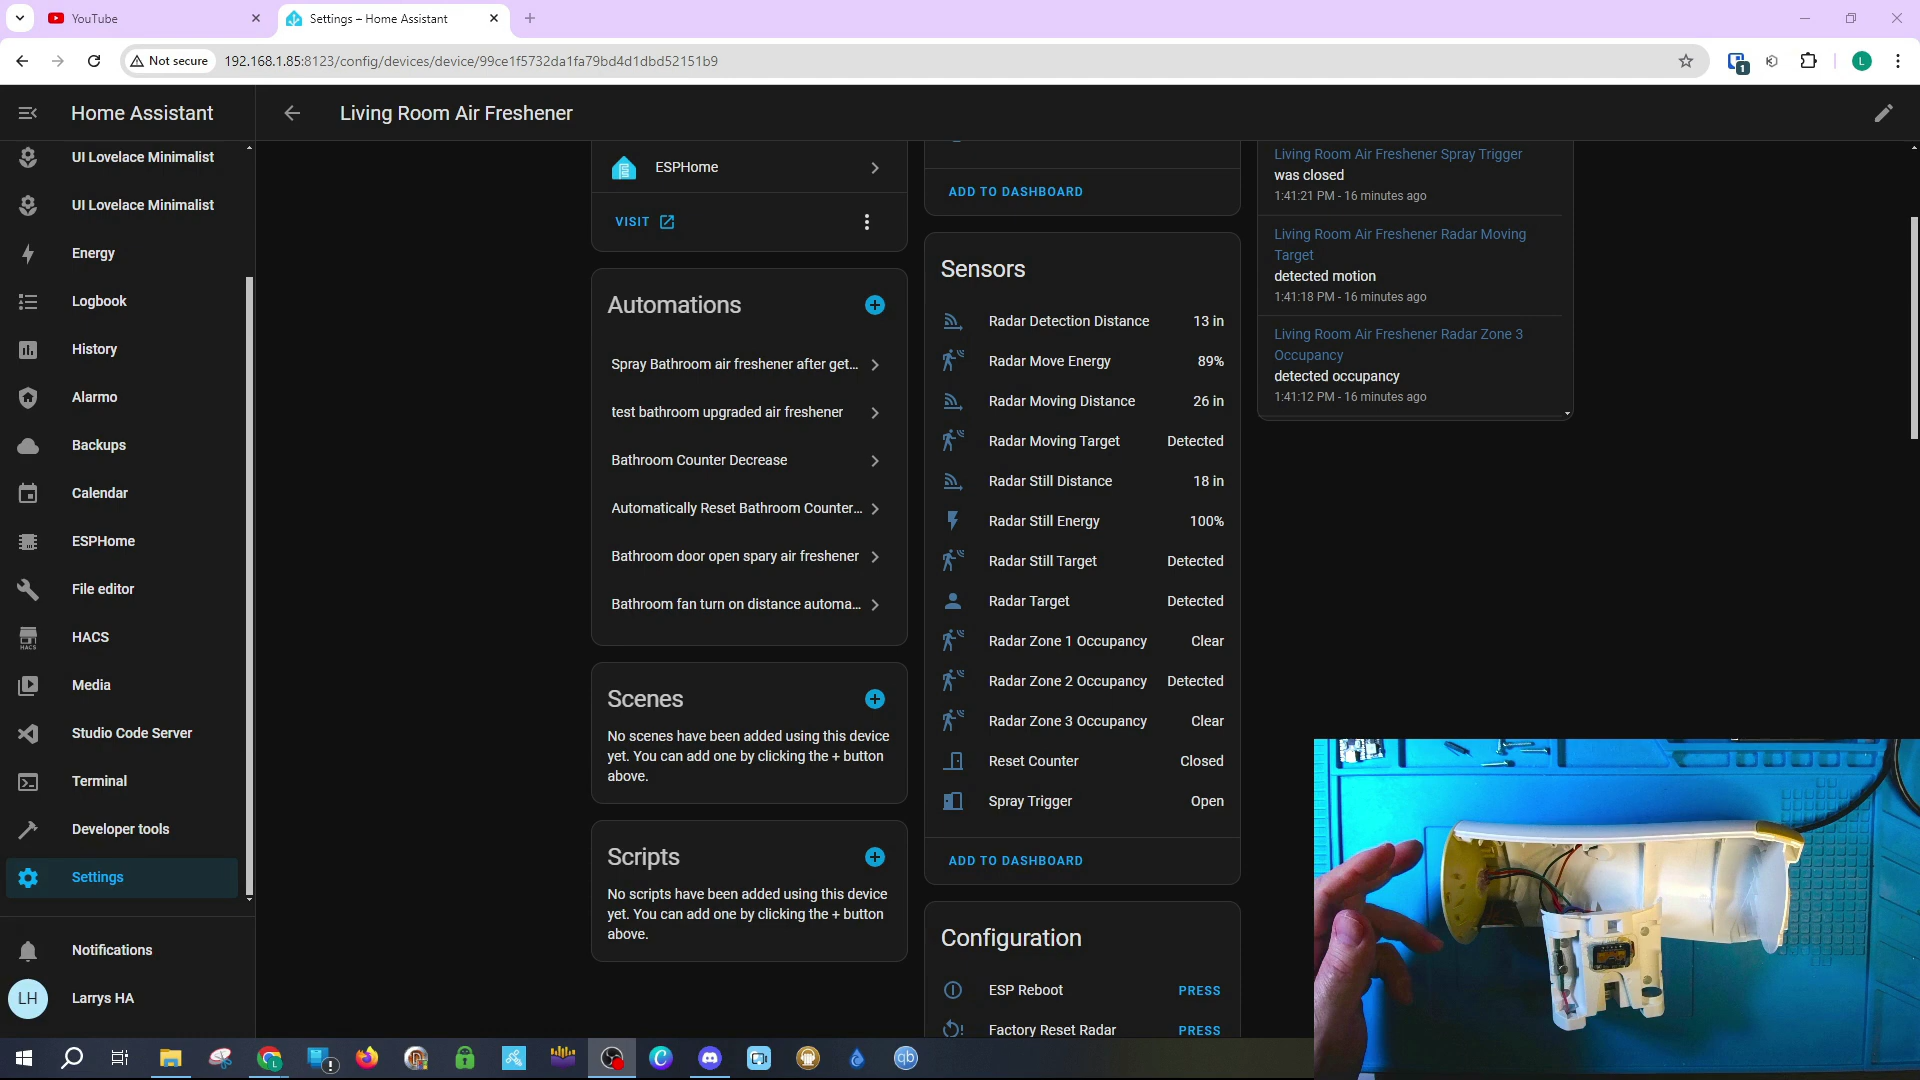 YouTube
Settings – Home Assistant
Not secure
192.168.1.85:8123/config/devices/device/99ce1f5732da1fa79bd4d1dbd52151b9
1
L
Home Assistant
Living Room Air Freshener
UI Lovelace Minimalist
UI Lovelace Minimalist
Energy
Logbook
History
Alarmo
Backups
Calendar
ESPHome
File editor
HACS
HACS
Media
Studio Code Server
Terminal
Developer tools
Settings
Notifications
LH
Larrys HA
ESPHome
VISIT
Automations
Spray Bathroom air freshener after get...
test bathroom upgraded air freshener
Bathroom Counter Decrease
Automatically Reset Bathroom Counter...
Bathroom door open spary air freshener
Bathroom fan turn on distance automa...
Scenes
No scenes have been added using this device
yet. You can add one by clicking the + button
above.
Scripts
No scripts have been added using this device
yet. You can add one by clicking the + button
above.
ADD TO DASHBOARD
Sensors
Radar Detection Distance 13 in
Radar Move Energy 89%
Radar Moving Distance 26 in
Radar Moving Target Detected
Radar Still Distance 18 in
Radar Still Energy 100%
Radar Still Target Detected
Radar Target Detected
Radar Zone 1 Occupancy Clear
Radar Zone 2 Occupancy Detected
Radar Zone 3 Occupancy Clear
Reset Counter Closed
Spray Trigger Open
ADD TO DASHBOARD
Configuration
ESP Reboot PRESS
Factory Reset Radar PRESS
Living Room Air Freshener Spray Trigger
was closed
1:41:21 PM - 16 minutes ago
Living Room Air Freshener Radar Moving
Target
detected motion
1:41:18 PM - 16 minutes ago
Living Room Air Freshener Radar Zone 3
Occupancy
detected occupancy
1:41:12 PM - 16 minutes ago
qb